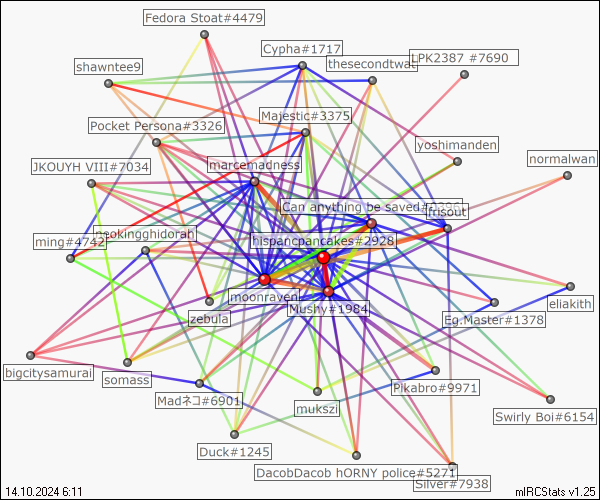 Fedora Stoat#4479
Cypha#1717
LPK2387 #7690
thesecondtwat
shawntee9
Majestic#3375
Pocket Persona#3326
yoshimanden
normalwan
JKOUYH VIII#7034
marcemadness
Can anything be saved
frisout
hispancpancakes#2928
ming#4742
moonraven
Mushy#1984
eliakith
zebula
Eg.Master#1378
bigcitysamurai
somass
Pikabro#9971
Madネコ#6901
mukszi
Swirly Boi#6154
Duck#1245
DacobDacob hORNY police#5271
Silver#7938
14.10.2024 6:11
mIRCStats v1.25